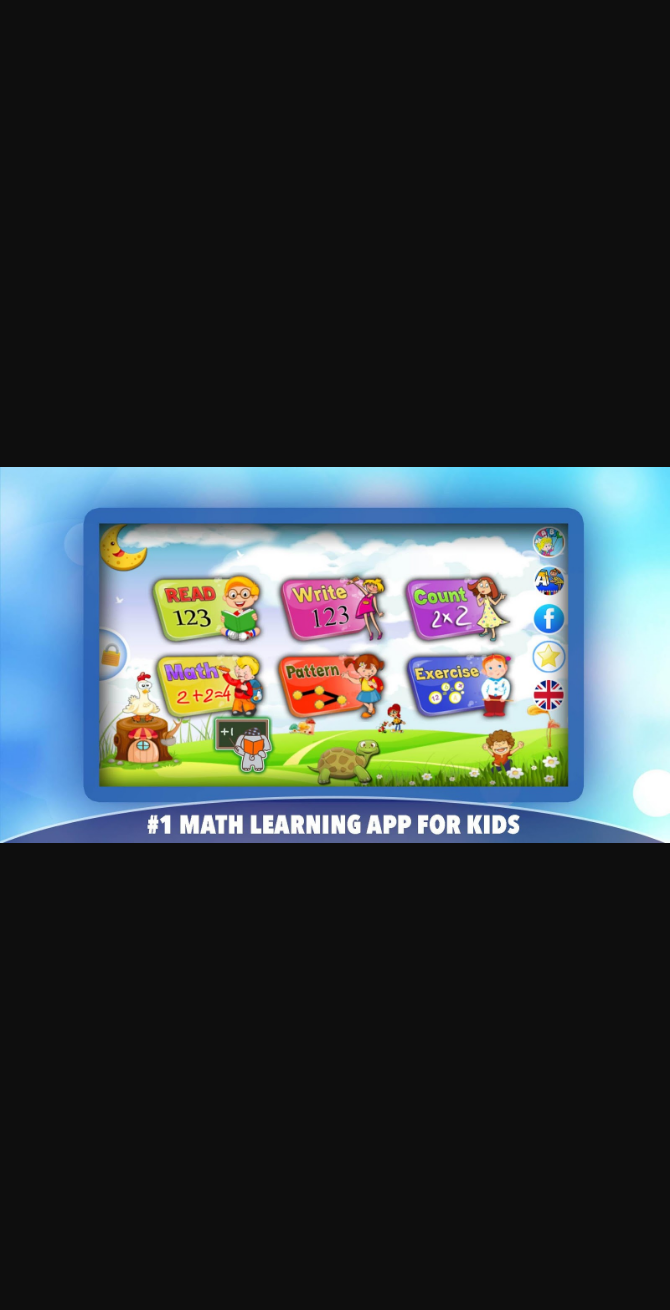 READ
123
Write
123
Count
2×2
Math
2+2=4
Pattern
Exercise
+1
#1 MATH LEARNING APP FOR KIDS